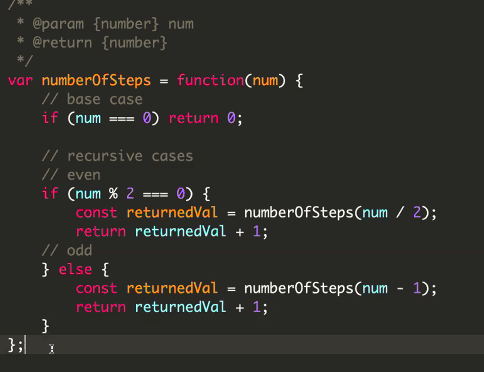 /**
 * @param {number} num
 * @return {number}
 */
var numberOfSteps = function(num) {
    // base case
    if (num === 0) return 0;

    // recursive cases
    // even
    if (num % 2 === 0) {
        const returnedVal = numberOfSteps(num / 2);
        return returnedVal + 1;
    // odd
    } else {
        const returnedVal = numberOfSteps(num - 1);
        return returnedVal + 1;
    }
};